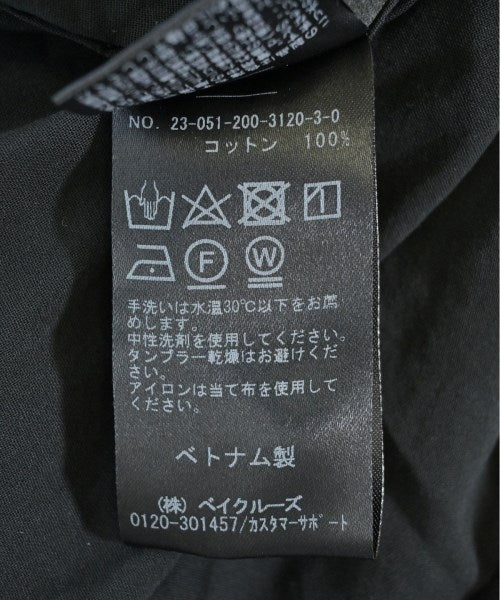 NO. 23-051-200-3120-3-0
コットン 100%
F W
手洗いは水温30℃以下をお薦
めします。
中性洗剤を使用してください。
タンブラー乾燥はお避けくだ
さい。
アイロンは当て布を使用して
ください。
ベトナム製
(株) ベイクルーズ
0120-301457/カスタマーサポート